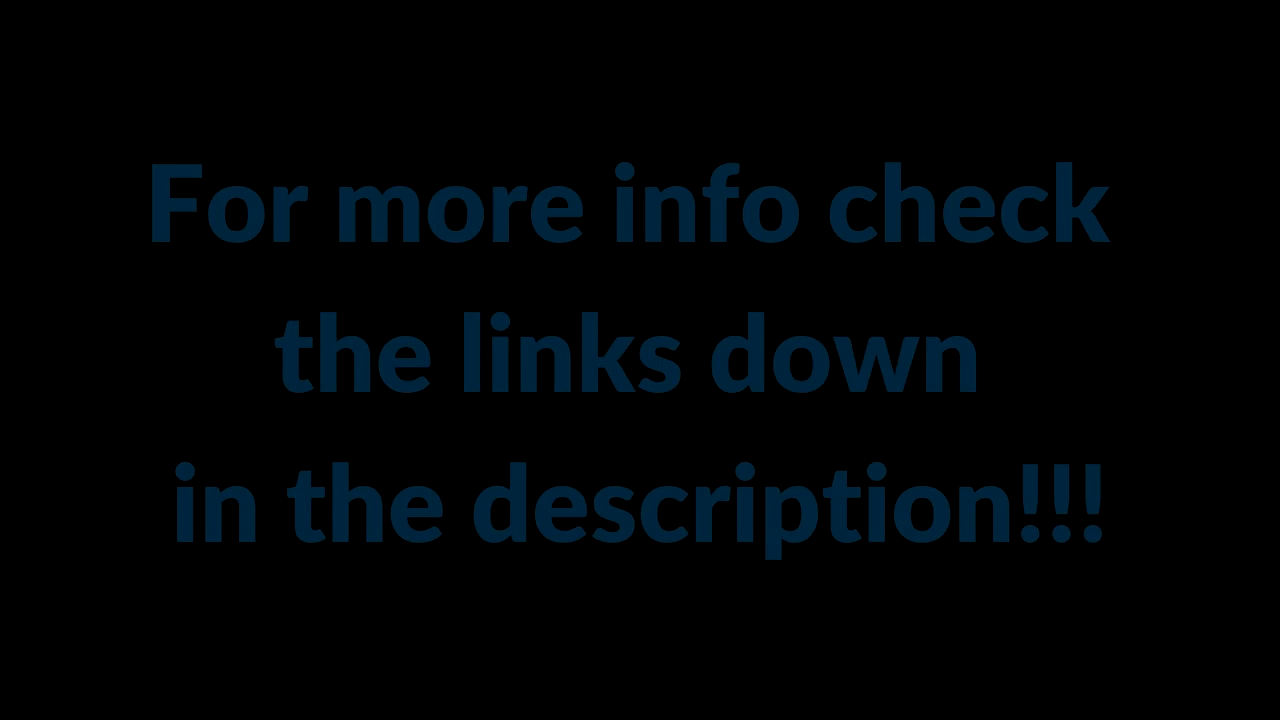 For more info check
the links down
in the description!!!